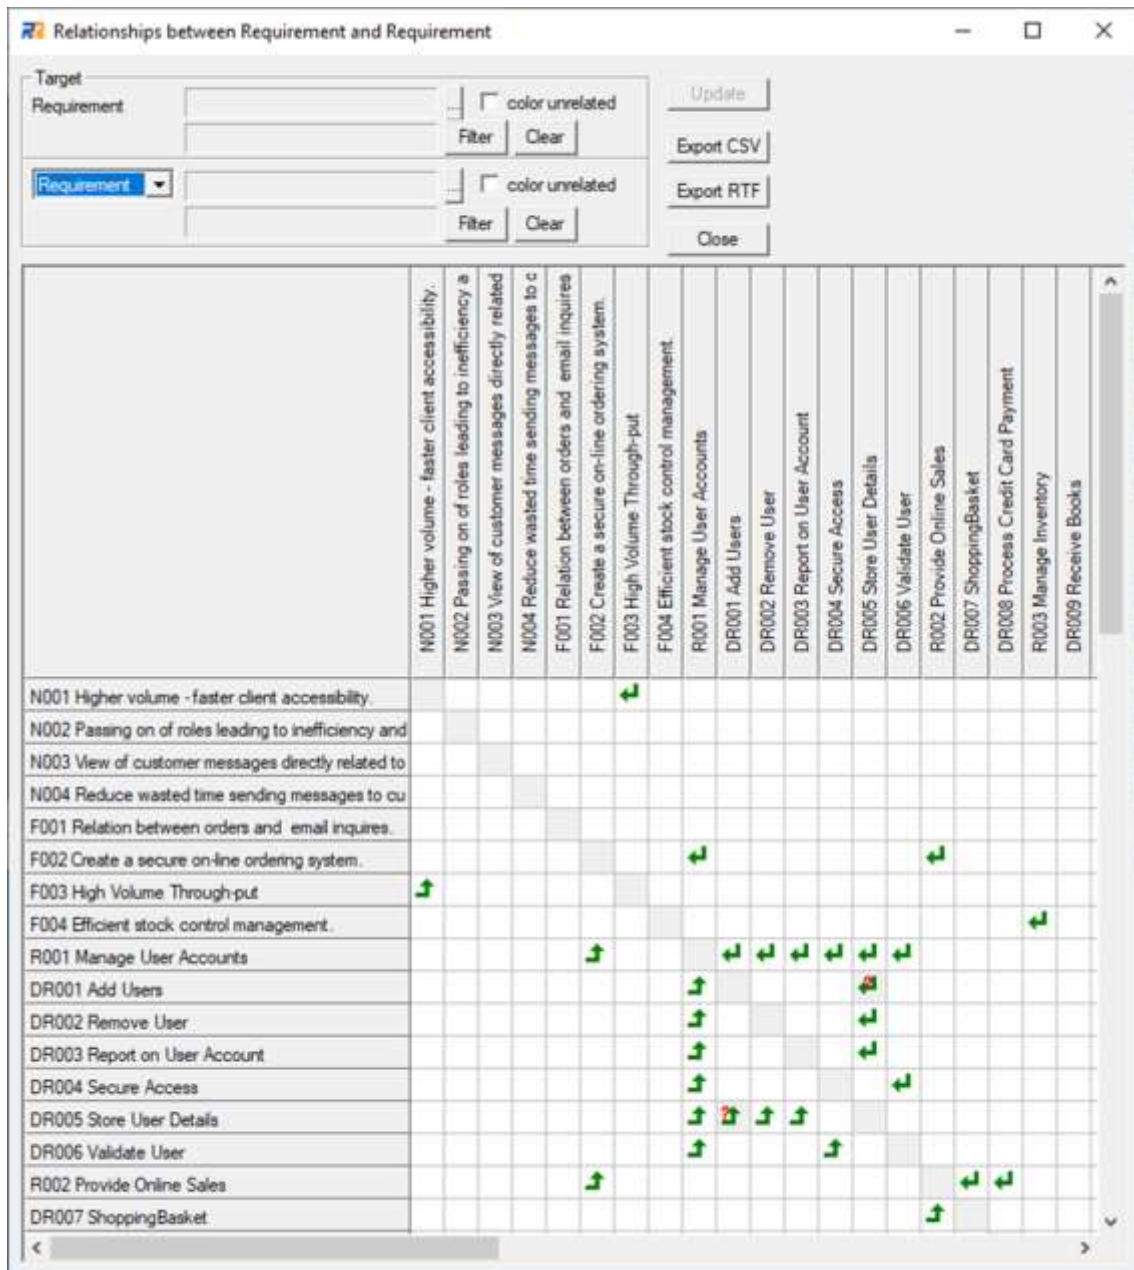 Relationships between Requirement and Requirement
Target
Requirement
...
color unrelated
Update
Filter
Clear
Export CSV
Requirement
...
color unrelated
Export RTF
Filter
Clear
Close
N001 Higher volume - faster client accessibility.
N002 Passing on of roles leading to inefficiency a
N003 View of customer messages directly related
N004 Reduce wasted time sending messages to c
F001 Relation between orders and email inquires
F002 Create a secure on-line ordering system.
F003 High Volume Through-put
F004 Efficient stock control management.
R001 Manage User Accounts
DR001 Add Users
DR002 Remove User
DR003 Report on User Account
DR004 Secure Access
DR005 Store User Details
DR006 Validate User
R002 Provide Online Sales
DR007 ShoppingBasket
DR008 Process Credit Card Payment
R003 Manage Inventory
DR009 Receive Books
N001 Higher volume - faster client accessibility.
N002 Passing on of roles leading to inefficiency and
N003 View of customer messages directly related to
N004 Reduce wasted time sending messages to cu
F001 Relation between orders and email inquires.
F002 Create a secure on-line ordering system.
F003 High Volume Through-put
F004 Efficient stock control management.
R001 Manage User Accounts
DR001 Add Users
DR002 Remove User
DR003 Report on User Account
DR004 Secure Access
DR005 Store User Details
DR006 Validate User
R002 Provide Online Sales
DR007 ShoppingBasket